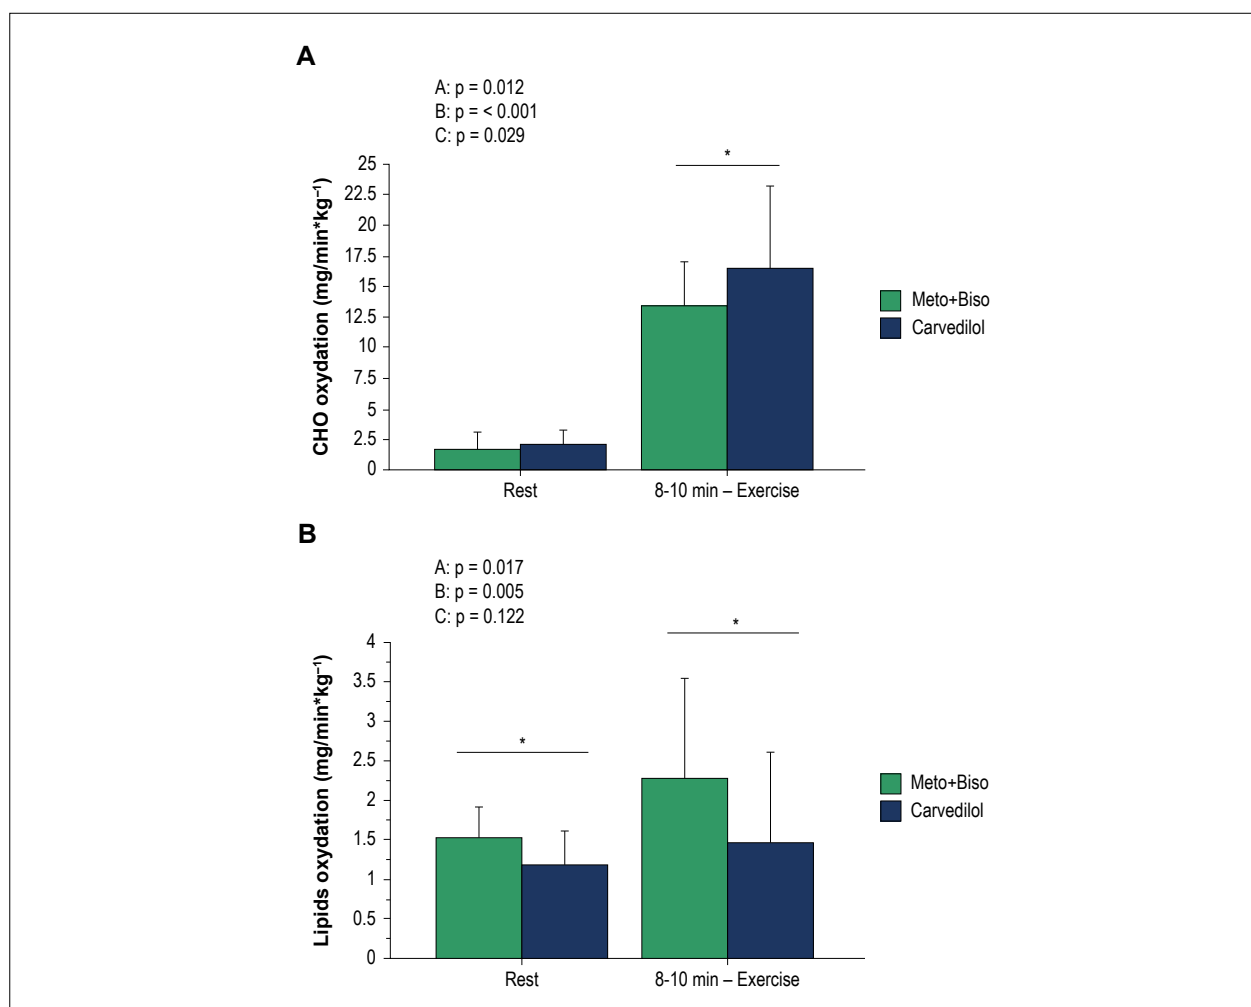 A
A: p = 0.012
B: p = < 0.001
C: p = 0.029
CHO oxydation (mg/min*kg⁻¹)
25
22.5
20
17.5
15
12.5
10
7.5
5
2.5
0
*
Rest
8-10 min – Exercise
Meto+Biso
Carvedilol
B
A: p = 0.017
B: p = 0.005
C: p = 0.122
Lipids oxydation (mg/min*kg⁻¹)
4
3.5
3
2.5
2
1.5
1
0.5
0
*
*
Rest
8-10 min – Exercise
Meto+Biso
Carvedilol